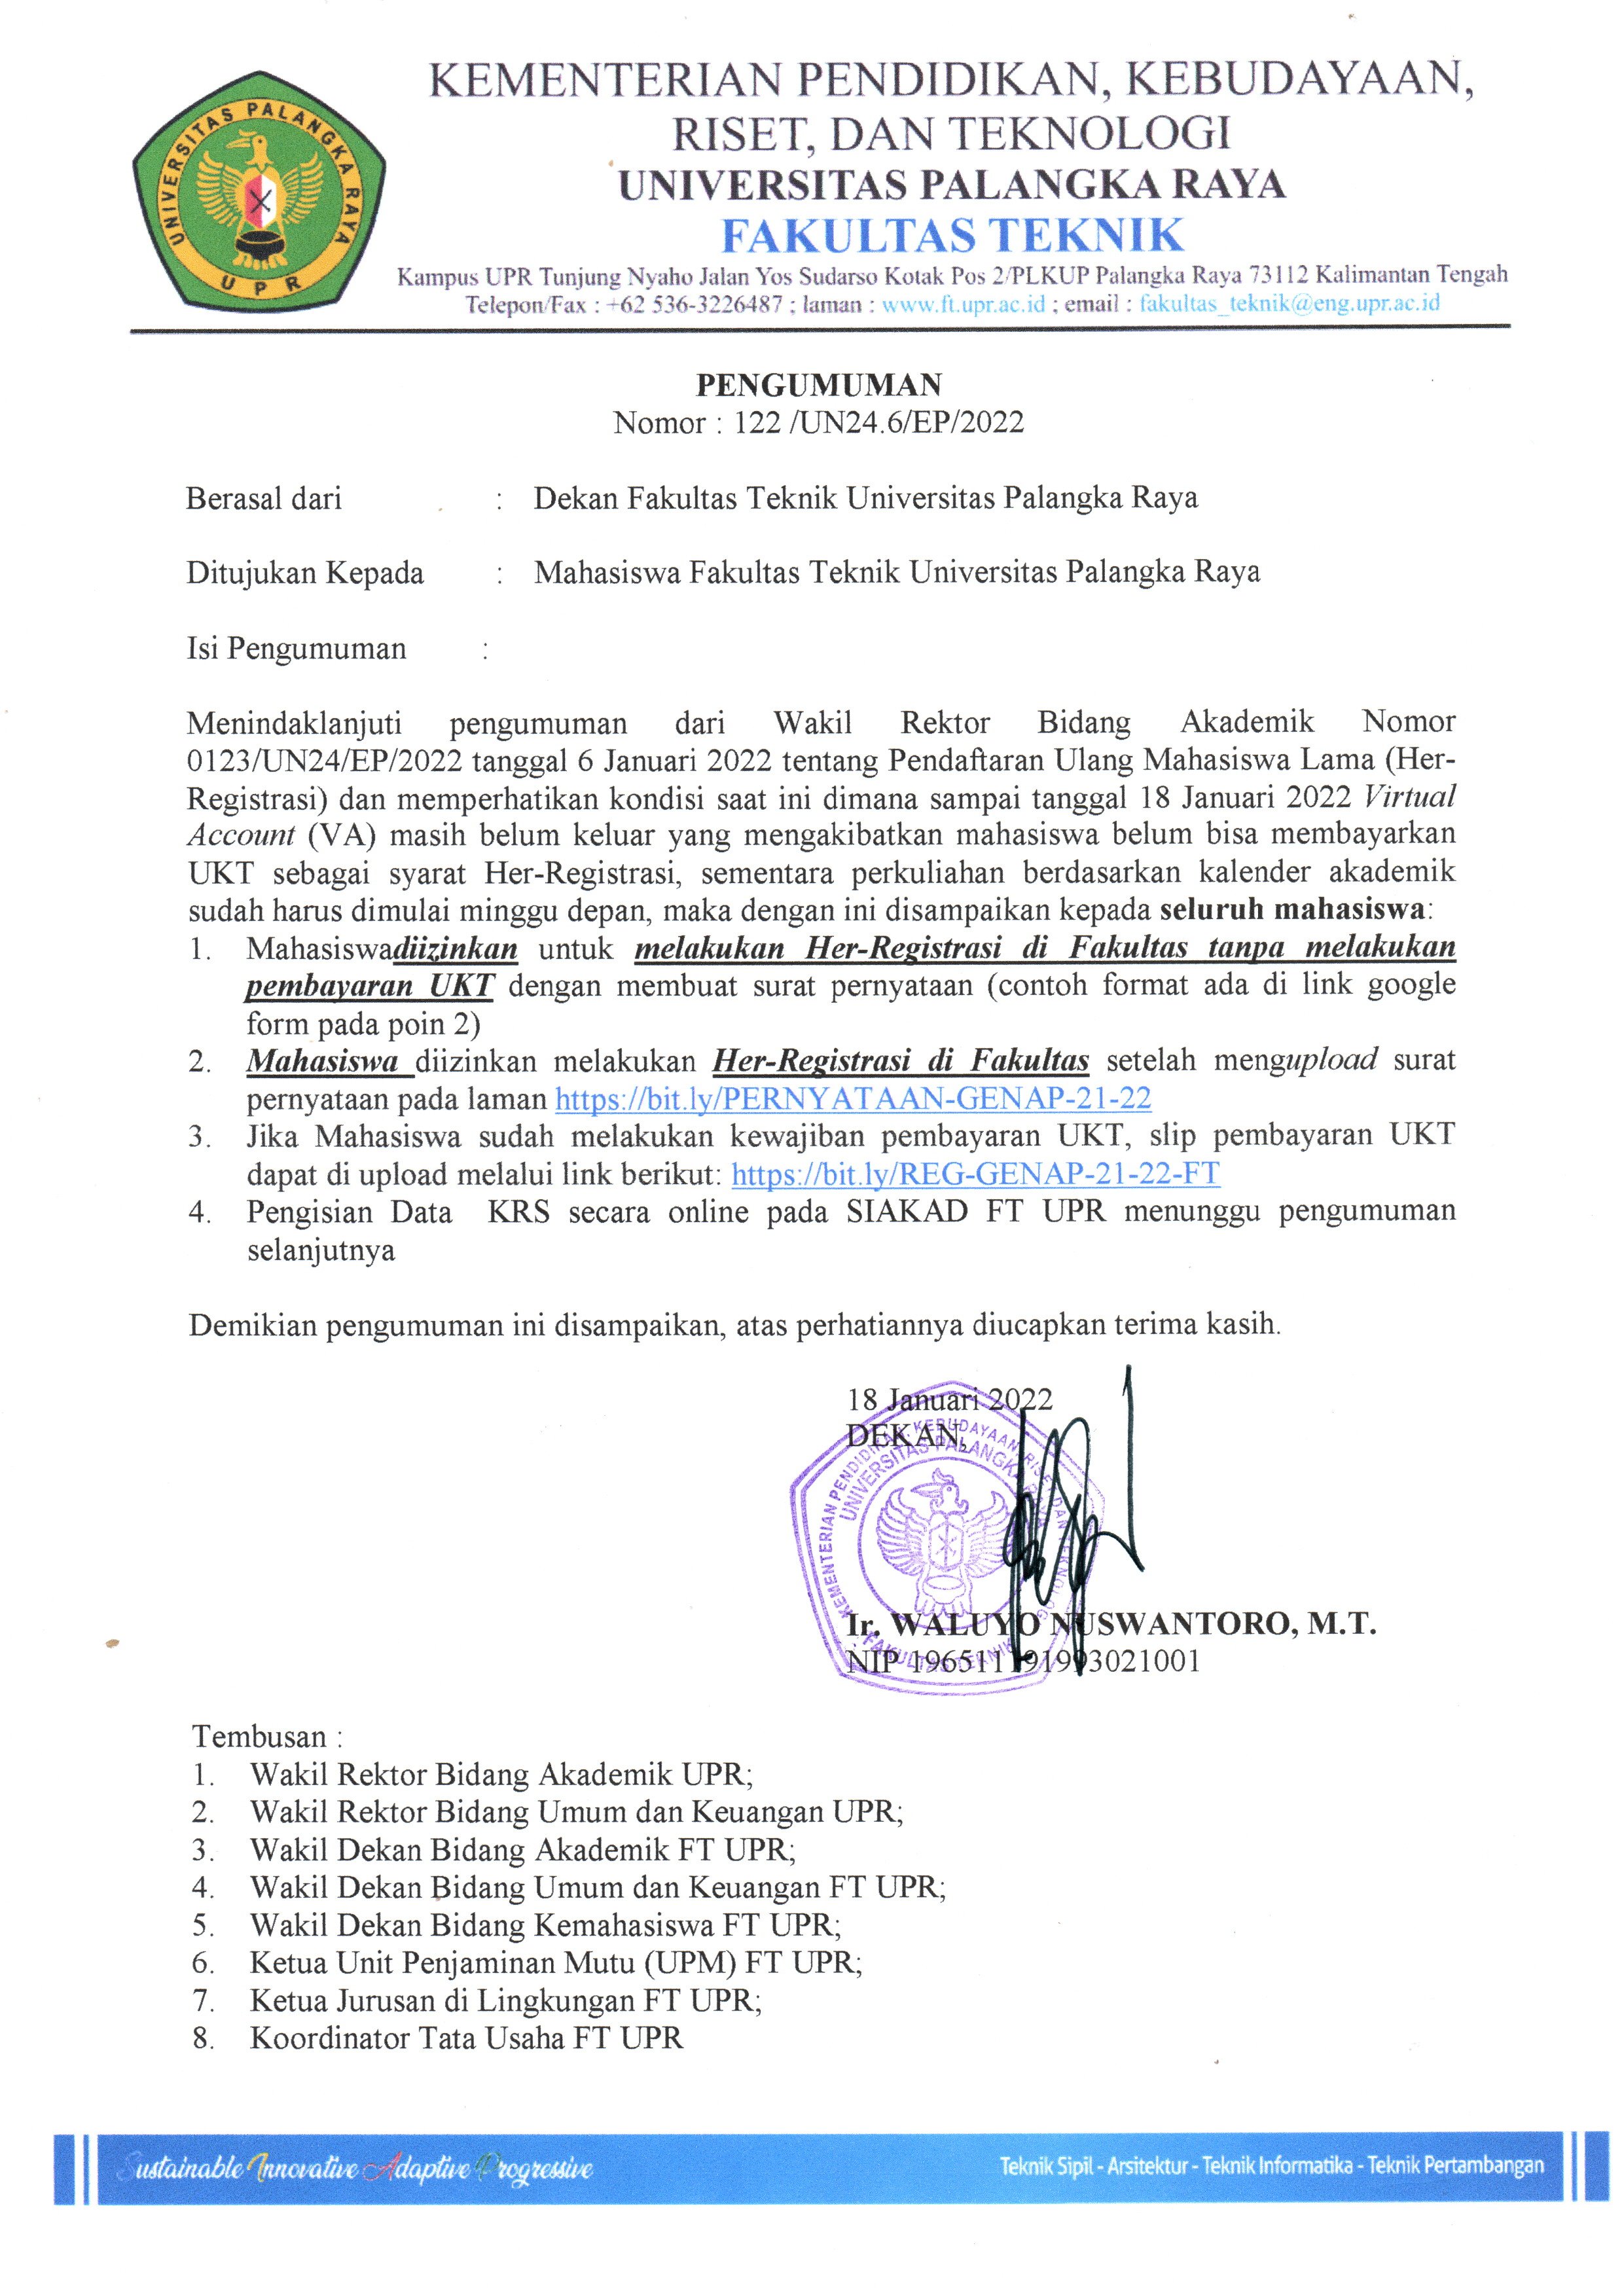 UNIVERSITAS PALANGKA RAYA
UPR
KEMENTERIAN PENDIDIKAN, KEBUDAYAAN,
RISET, DAN TEKNOLOGI
UNIVERSITAS PALANGKA RAYA
FAKULTAS TEKNIK
Kampus UPR Tunjung Nyaho Jalan Yos Sudarso Kotak Pos 2/PLKUP Palangka Raya 73112 Kalimantan Tengah
Telepon/Fax : +62 536-3226487 ; laman : www.ft.upr.ac.id ; email : fakultas_teknik@eng.upr.ac.id
PENGUMUMAN
Nomor : 122 /UN24.6/EP/2022
Berasal dari : Dekan Fakultas Teknik Universitas Palangka Raya
Ditujukan Kepada : Mahasiswa Fakultas Teknik Universitas Palangka Raya
Isi Pengumuman :
Menindaklanjuti pengumuman dari Wakil Rektor Bidang Akademik Nomor
0123/UN24/EP/2022 tanggal 6 Januari 2022 tentang Pendaftaran Ulang Mahasiswa Lama (Her-
Registrasi) dan memperhatikan kondisi saat ini dimana sampai tanggal 18 Januari 2022 Virtual
Account (VA) masih belum keluar yang mengakibatkan mahasiswa belum bisa membayarkan
UKT sebagai syarat Her-Registrasi, sementara perkuliahan berdasarkan kalender akademik
sudah harus dimulai minggu depan, maka dengan ini disampaikan kepada seluruh mahasiswa:
1. Mahasiswadiizinkan untuk melakukan Her-Registrasi di Fakultas tanpa melakukan
pembayaran UKT dengan membuat surat pernyataan (contoh format ada di link google
form pada poin 2)
2. Mahasiswa diizinkan melakukan Her-Registrasi di Fakultas setelah mengupload surat
pernyataan pada laman https://bit.ly/PERNYATAAN-GENAP-21-22
3. Jika Mahasiswa sudah melakukan kewajiban pembayaran UKT, slip pembayaran UKT
dapat di upload melalui link berikut: https://bit.ly/REG-GENAP-21-22-FT
4. Pengisian Data KRS secara online pada SIAKAD FT UPR menunggu pengumuman
selanjutnya
Demikian pengumuman ini disampaikan, atas perhatiannya diucapkan terima kasih.
18 Januari 2022
DEKAN,
KEMENTERIAN PENDIDIKAN, KEBUDAYAAN, RISET, DAN TEKNOLOGI
UNIVERSITAS PALANGKA RAYA
FAKULTAS TEKNIK
Ir. WALUYO NUSWANTORO, M.T.
NIP 196511191993021001
Tembusan :
1. Wakil Rektor Bidang Akademik UPR;
2. Wakil Rektor Bidang Umum dan Keuangan UPR;
3. Wakil Dekan Bidang Akademik FT UPR;
4. Wakil Dekan Bidang Umum dan Keuangan FT UPR;
5. Wakil Dekan Bidang Kemahasiswa FT UPR;
6. Ketua Unit Penjaminan Mutu (UPM) FT UPR;
7. Ketua Jurusan di Lingkungan FT UPR;
8. Koordinator Tata Usaha FT UPR
Sustainable Innovative Adaptive Progressive
Teknik Sipil - Arsitektur - Teknik Informatika - Teknik Pertambangan